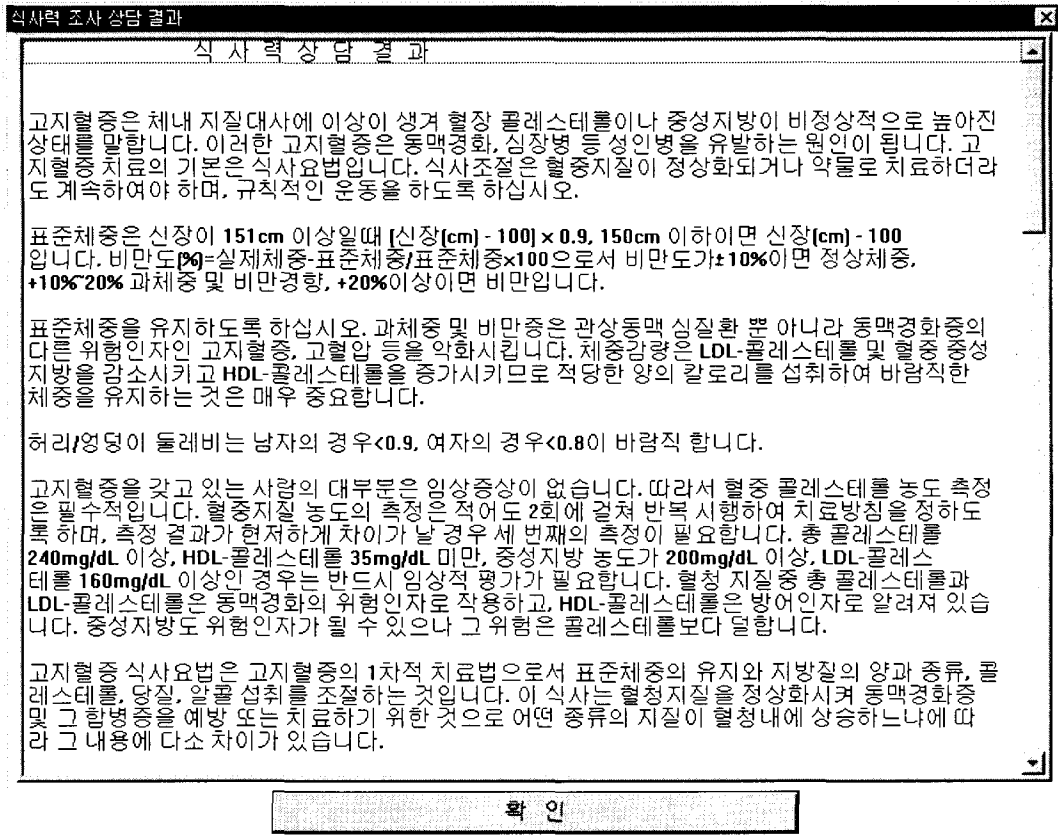 식사력 조사 상담 결과
식 사 력 상 담 결 과
고지혈증은 체내 지질대사에 이상이 생겨 혈장 콜레스테롤이나 중성지방이 비정상적으로 높아진
상태를 말합니다. 이러한 고지혈증은 동맥경화, 심장병 등 성인병을 유발하는 원인이 됩니다. 고
지혈증 치료의 기본은 식사요법입니다. 식사조절은 혈중지질이 정상화되거나 약물로 치료하더라
도 계속하여야 하며, 규칙적인 운동을 하도록 하십시오.
표준체중은 신장이 151cm 이상일때 [신장(cm) - 100] × 0.9, 150cm 이하이면 신장(cm) - 100
입니다. 비만도(%)=실제체중-표준체중/표준체중×100으로서 비만도가±10%이면 정상체중,
+10%~20% 과체중 및 비만경향, +20%이상이면 비만입니다.
표준체중을 유지하도록 하십시오. 과체중 및 비만증은 관상동맥 심질환 뿐 아니라 동맥경화증의
다른 위험인자인 고지혈증, 고혈압 등을 악화시킵니다. 체중감량은 LDL-콜레스테롤 및 혈중 중성
지방을 감소시키고 HDL-콜레스테롤을 증가시키므로 적당한 양의 칼로리를 섭취하여 바람직한
체중을 유지하는 것은 매우 중요합니다.
허리/엉덩이 둘레비는 남자의 경우<0.9, 여자의 경우<0.8이 바람직 합니다.
고지혈증을 갖고 있는 사람의 대부분은 임상증상이 없습니다. 따라서 혈중 콜레스테롤 농도 측정
은 필수적입니다. 혈중지질 농도의 측정은 적어도 2회에 걸쳐 반복 시행하여 치료방침을 정하도
록 하며, 측정 결과가 현저하게 차이가 날 경우 세 번째의 측정이 필요합니다. 총 콜레스테롤
240mg/dL 이상, HDL-콜레스테롤 35mg/dL 미만, 중성지방 농도가 200mg/dL 이상, LDL-콜레스
테롤 160mg/dL 이상인 경우는 반드시 임상적 평가가 필요합니다. 혈청 지질중 총 콜레스테롤과
LDL-콜레스테롤은 동맥경화의 위험인자로 작용하고, HDL-콜레스테롤은 방어인자로 알려져 있습
니다. 중성지방도 위험인자가 될 수 있으나 그 위험은 콜레스테롤보다 덜합니다.
고지혈증 식사요법은 고지혈증의 1차적 치료법으로서 표준체중의 유지와 지방질의 양과 종류, 콜
레스테롤, 당질, 알콜 섭취를 조절하는 것입니다. 이 식사는 혈청지질을 정상화시켜 동맥경화증
및 그 합병증을 예방 또는 치료하기 위한 것으로 어떤 종류의 지질이 혈청내에 상승하느냐에 따
라 그 내용에 다소 차이가 있습니다.
확 인